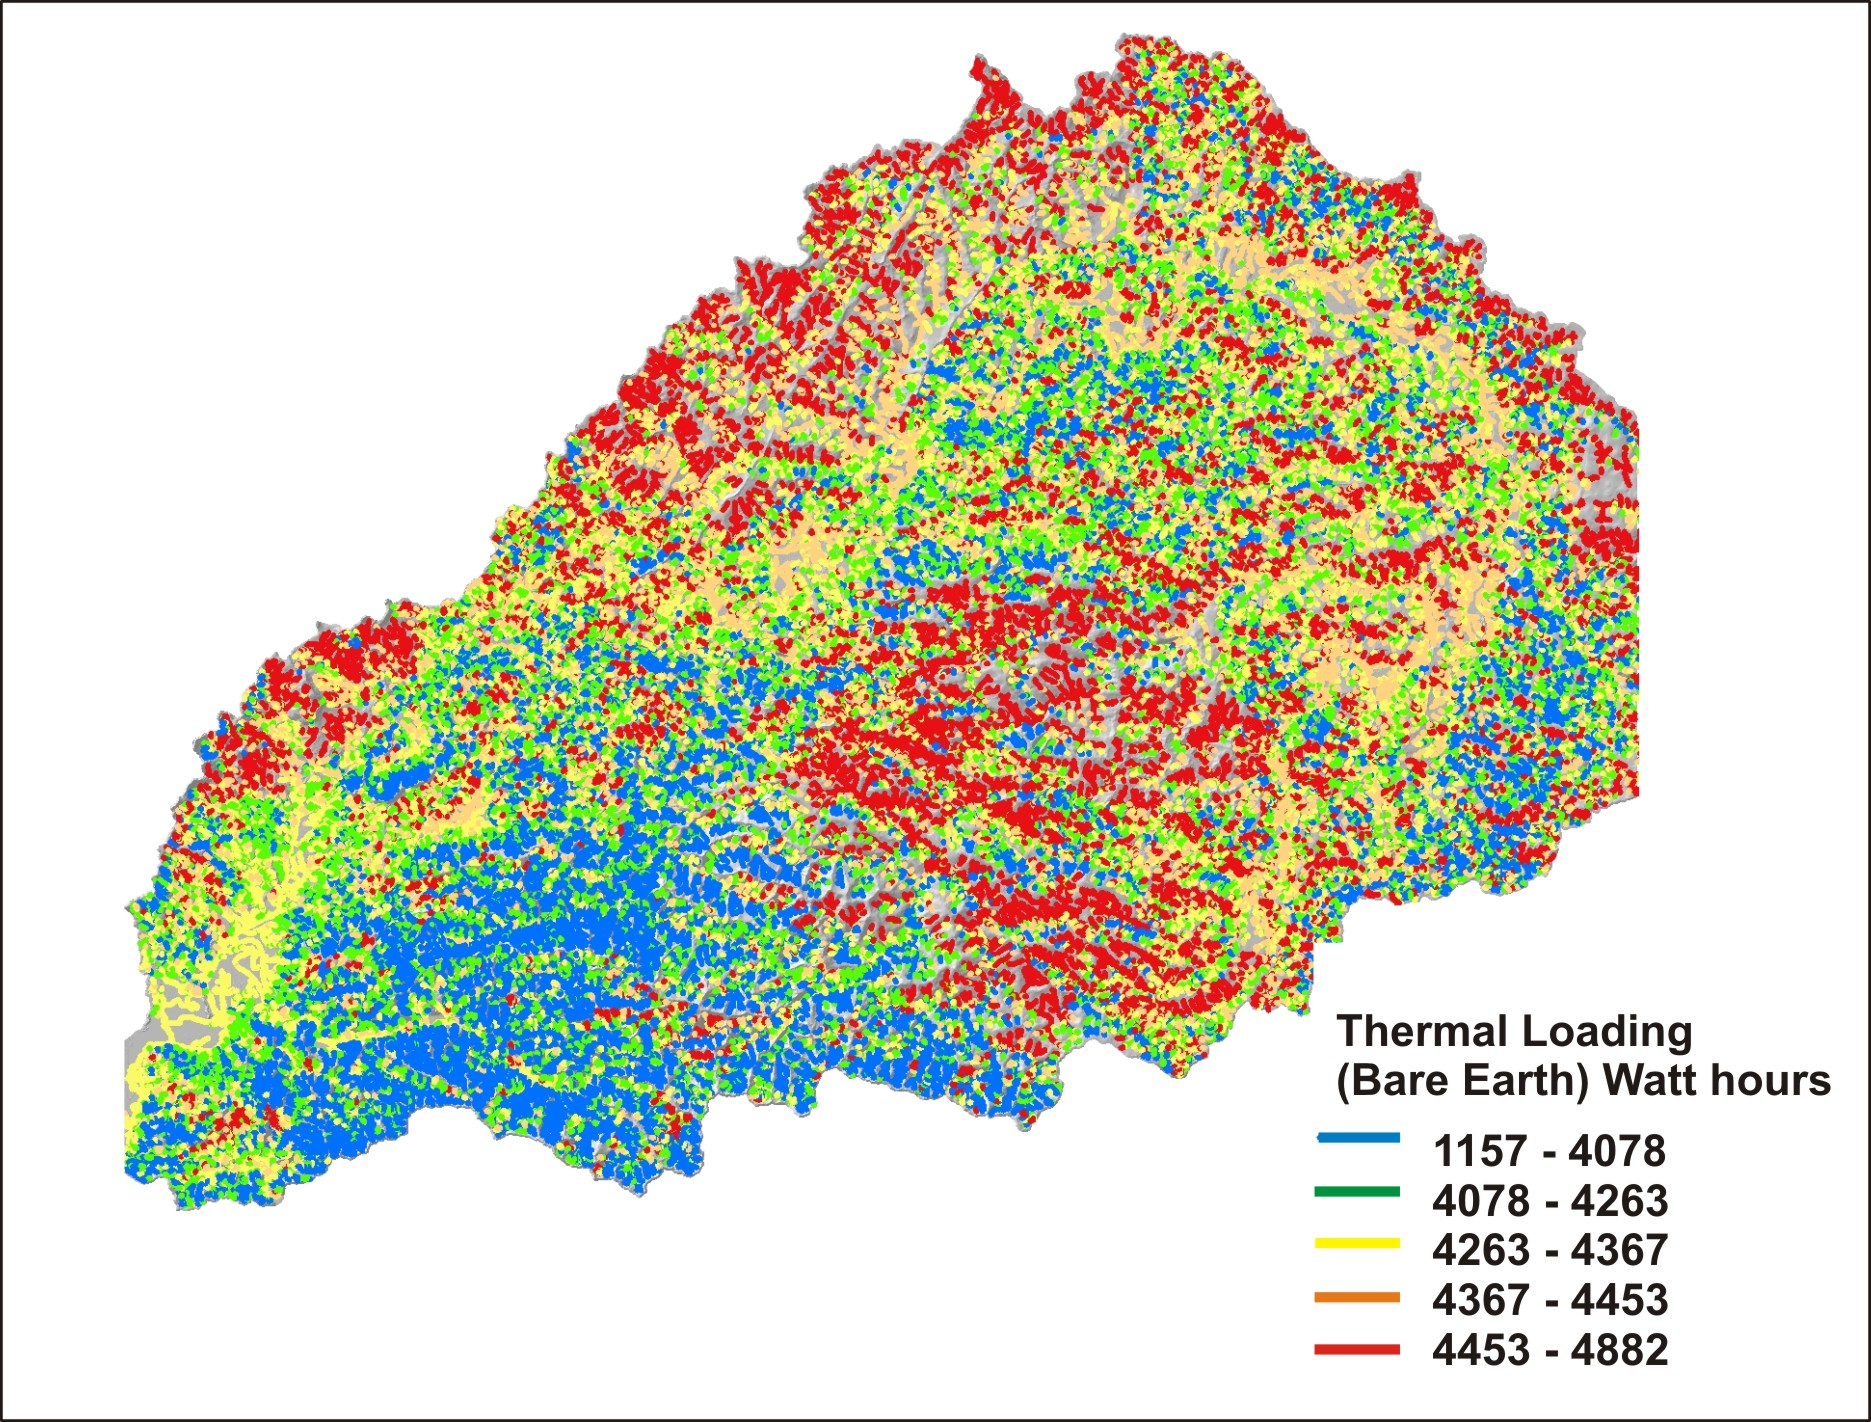 Thermal Loading
(Bare Earth) Watt hours
1157 - 4078
4078 - 4263
4263 - 4367
4367 - 4453
4453 - 4882